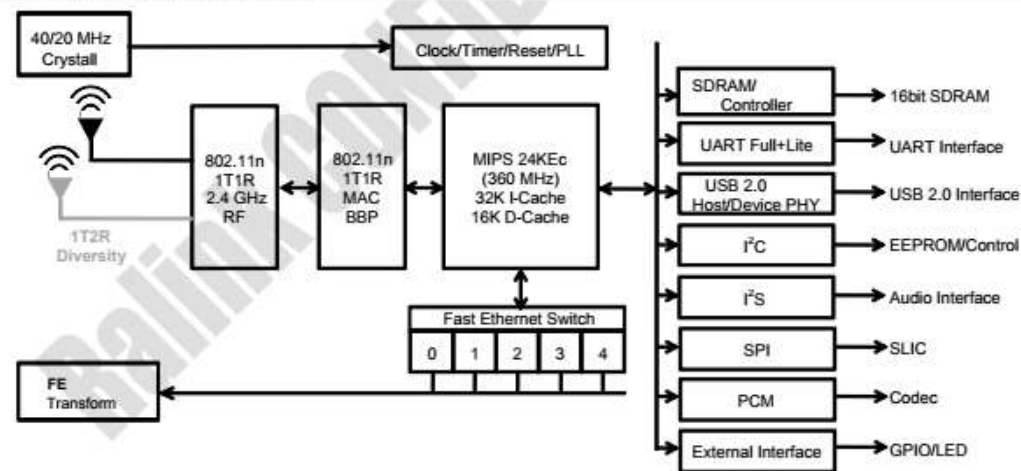 40/20 MHz
Crystall
Clock/Timer/Reset/PLL
802.11n
1T1R
2.4 GHz
RF
802.11n
1T1R
MAC
BBP
MIPS 24KEc
(360 MHz)
32K I-Cache
16K D-Cache
1T2R
Diversity
Fast Ethernet Switch
0 1 2 3 4
FE
Transform
SDRAM/
Controller
16bit SDRAM
UART Full+Lite
UART Interface
USB 2.0
Host/Device PHY
USB 2.0 Interface
I²C
EEPROM/Control
I²S
Audio Interface
SPI
SLIC
PCM
Codec
External Interface
GPIO/LED